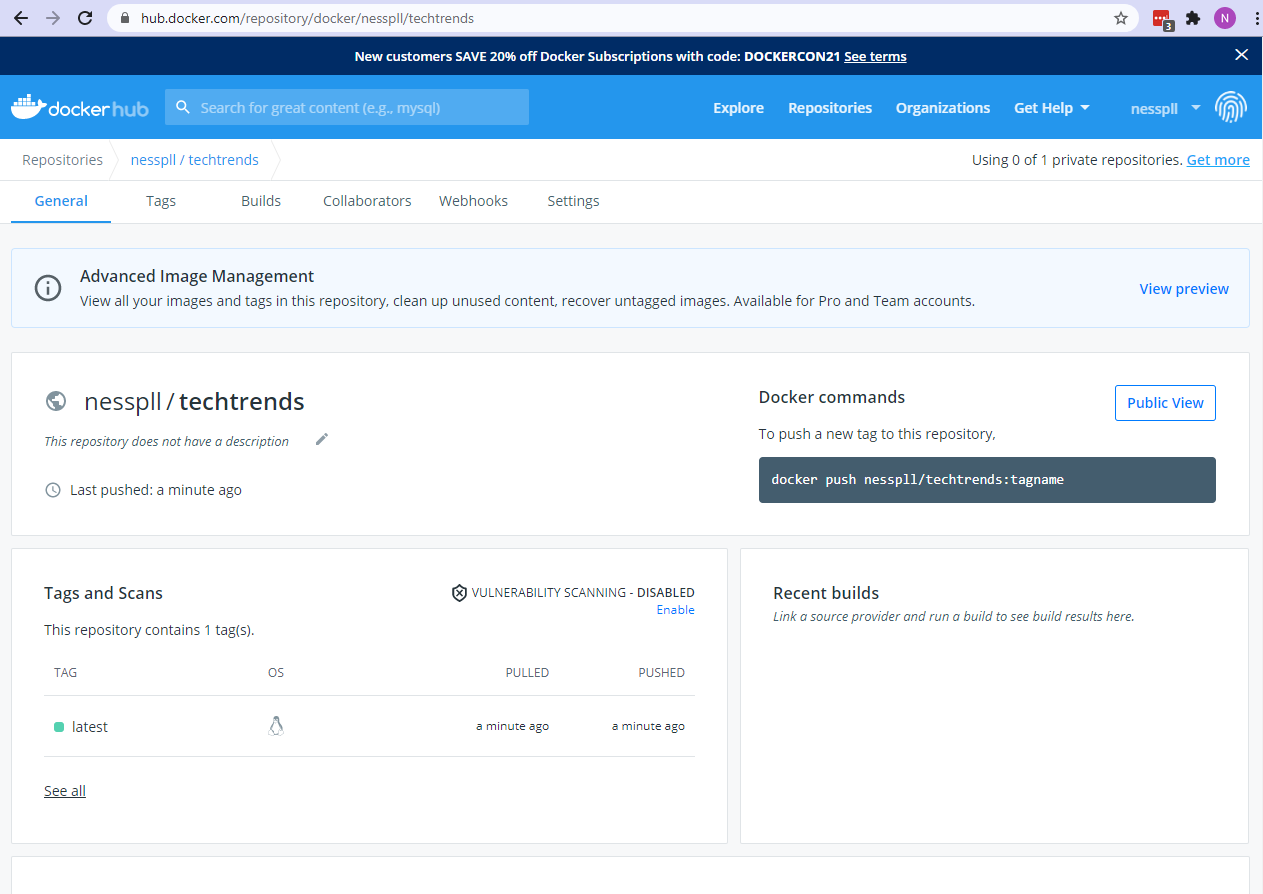 hub.docker.com/repository/docker/nesspll/techtrends
3
N
New customers SAVE 20% off Docker Subscriptions with code: DOCKERCON21 See terms
docker hub
Search for great content (e.g., mysql)
Explore
Repositories
Organizations
Get Help
nesspll
Repositories
nesspll / techtrends
Using 0 of 1 private repositories. Get more
General
Tags
Builds
Collaborators
Webhooks
Settings
Advanced Image Management
View all your images and tags in this repository, clean up unused content, recover untagged images. Available for Pro and Team accounts.
View preview
nesspll / techtrends
This repository does not have a description
Last pushed: a minute ago
Docker commands
Public View
To push a new tag to this repository,
docker push nesspll/techtrends:tagname
Tags and Scans
VULNERABILITY SCANNING - DISABLED
Enable
This repository contains 1 tag(s).
TAG
OS
PULLED
PUSHED
latest
a minute ago
a minute ago
See all
Recent builds
Link a source provider and run a build to see build results here.